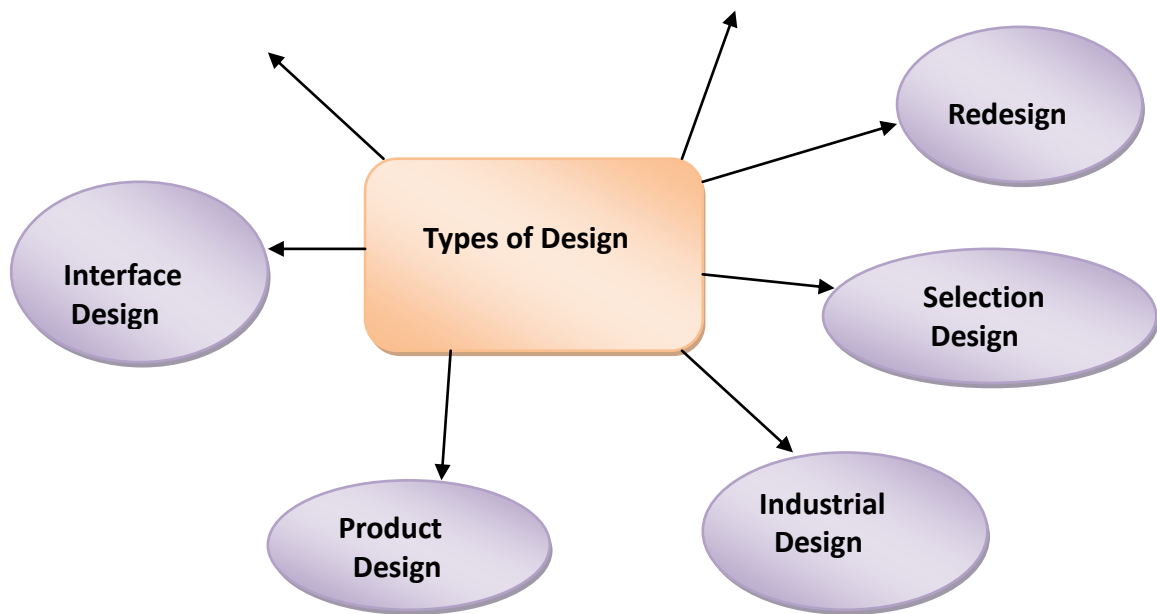 Types of Design
Redesign
Interface
Design
Selection
Design
Product
Design
Industrial
Design